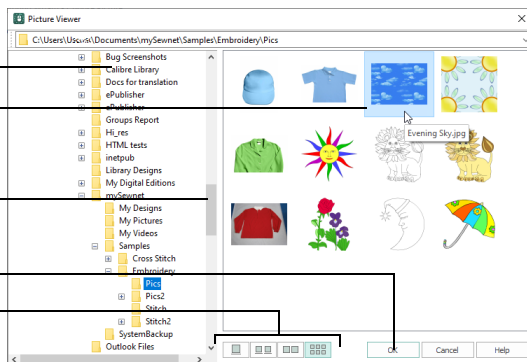 Picture Viewer
C:\Users\Users\Documents\mySewnet\Samples\Embroidery\Pics
Bug Screenshots
Calibre Library
Docs for translation
ePublisher
ePublisher
Groups Report
Hi_res
HTML tests
inetpub
Library Designs
My Digital Editions
mySewnet
My Designs
My Pictures
My Videos
Samples
Cross Stitch
Embroidery
Pics
Pics2
Stitch
Stitch2
SystemBackup
Outlook Files
Evening Sky.jpg
OK
Cancel
Help